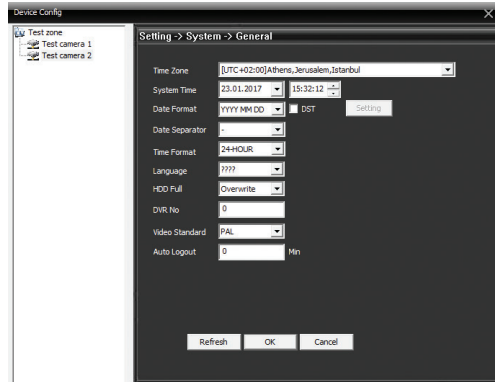 Device Config
Test zone
Test camera 1
Test camera 2
Setting -> System -> General
Time Zone [UTC+02:00]Athens,Jerusalem,Istanbul
System Time 23.01.2017 15:32:12
Date Format YYYY MM DD DST Setting
Date Separator -
Time Format 24-HOUR
Language ????
HDD Full Overwrite
DVR No 0
Video Standard PAL
Auto Logout 0 Min
Refresh OK Cancel